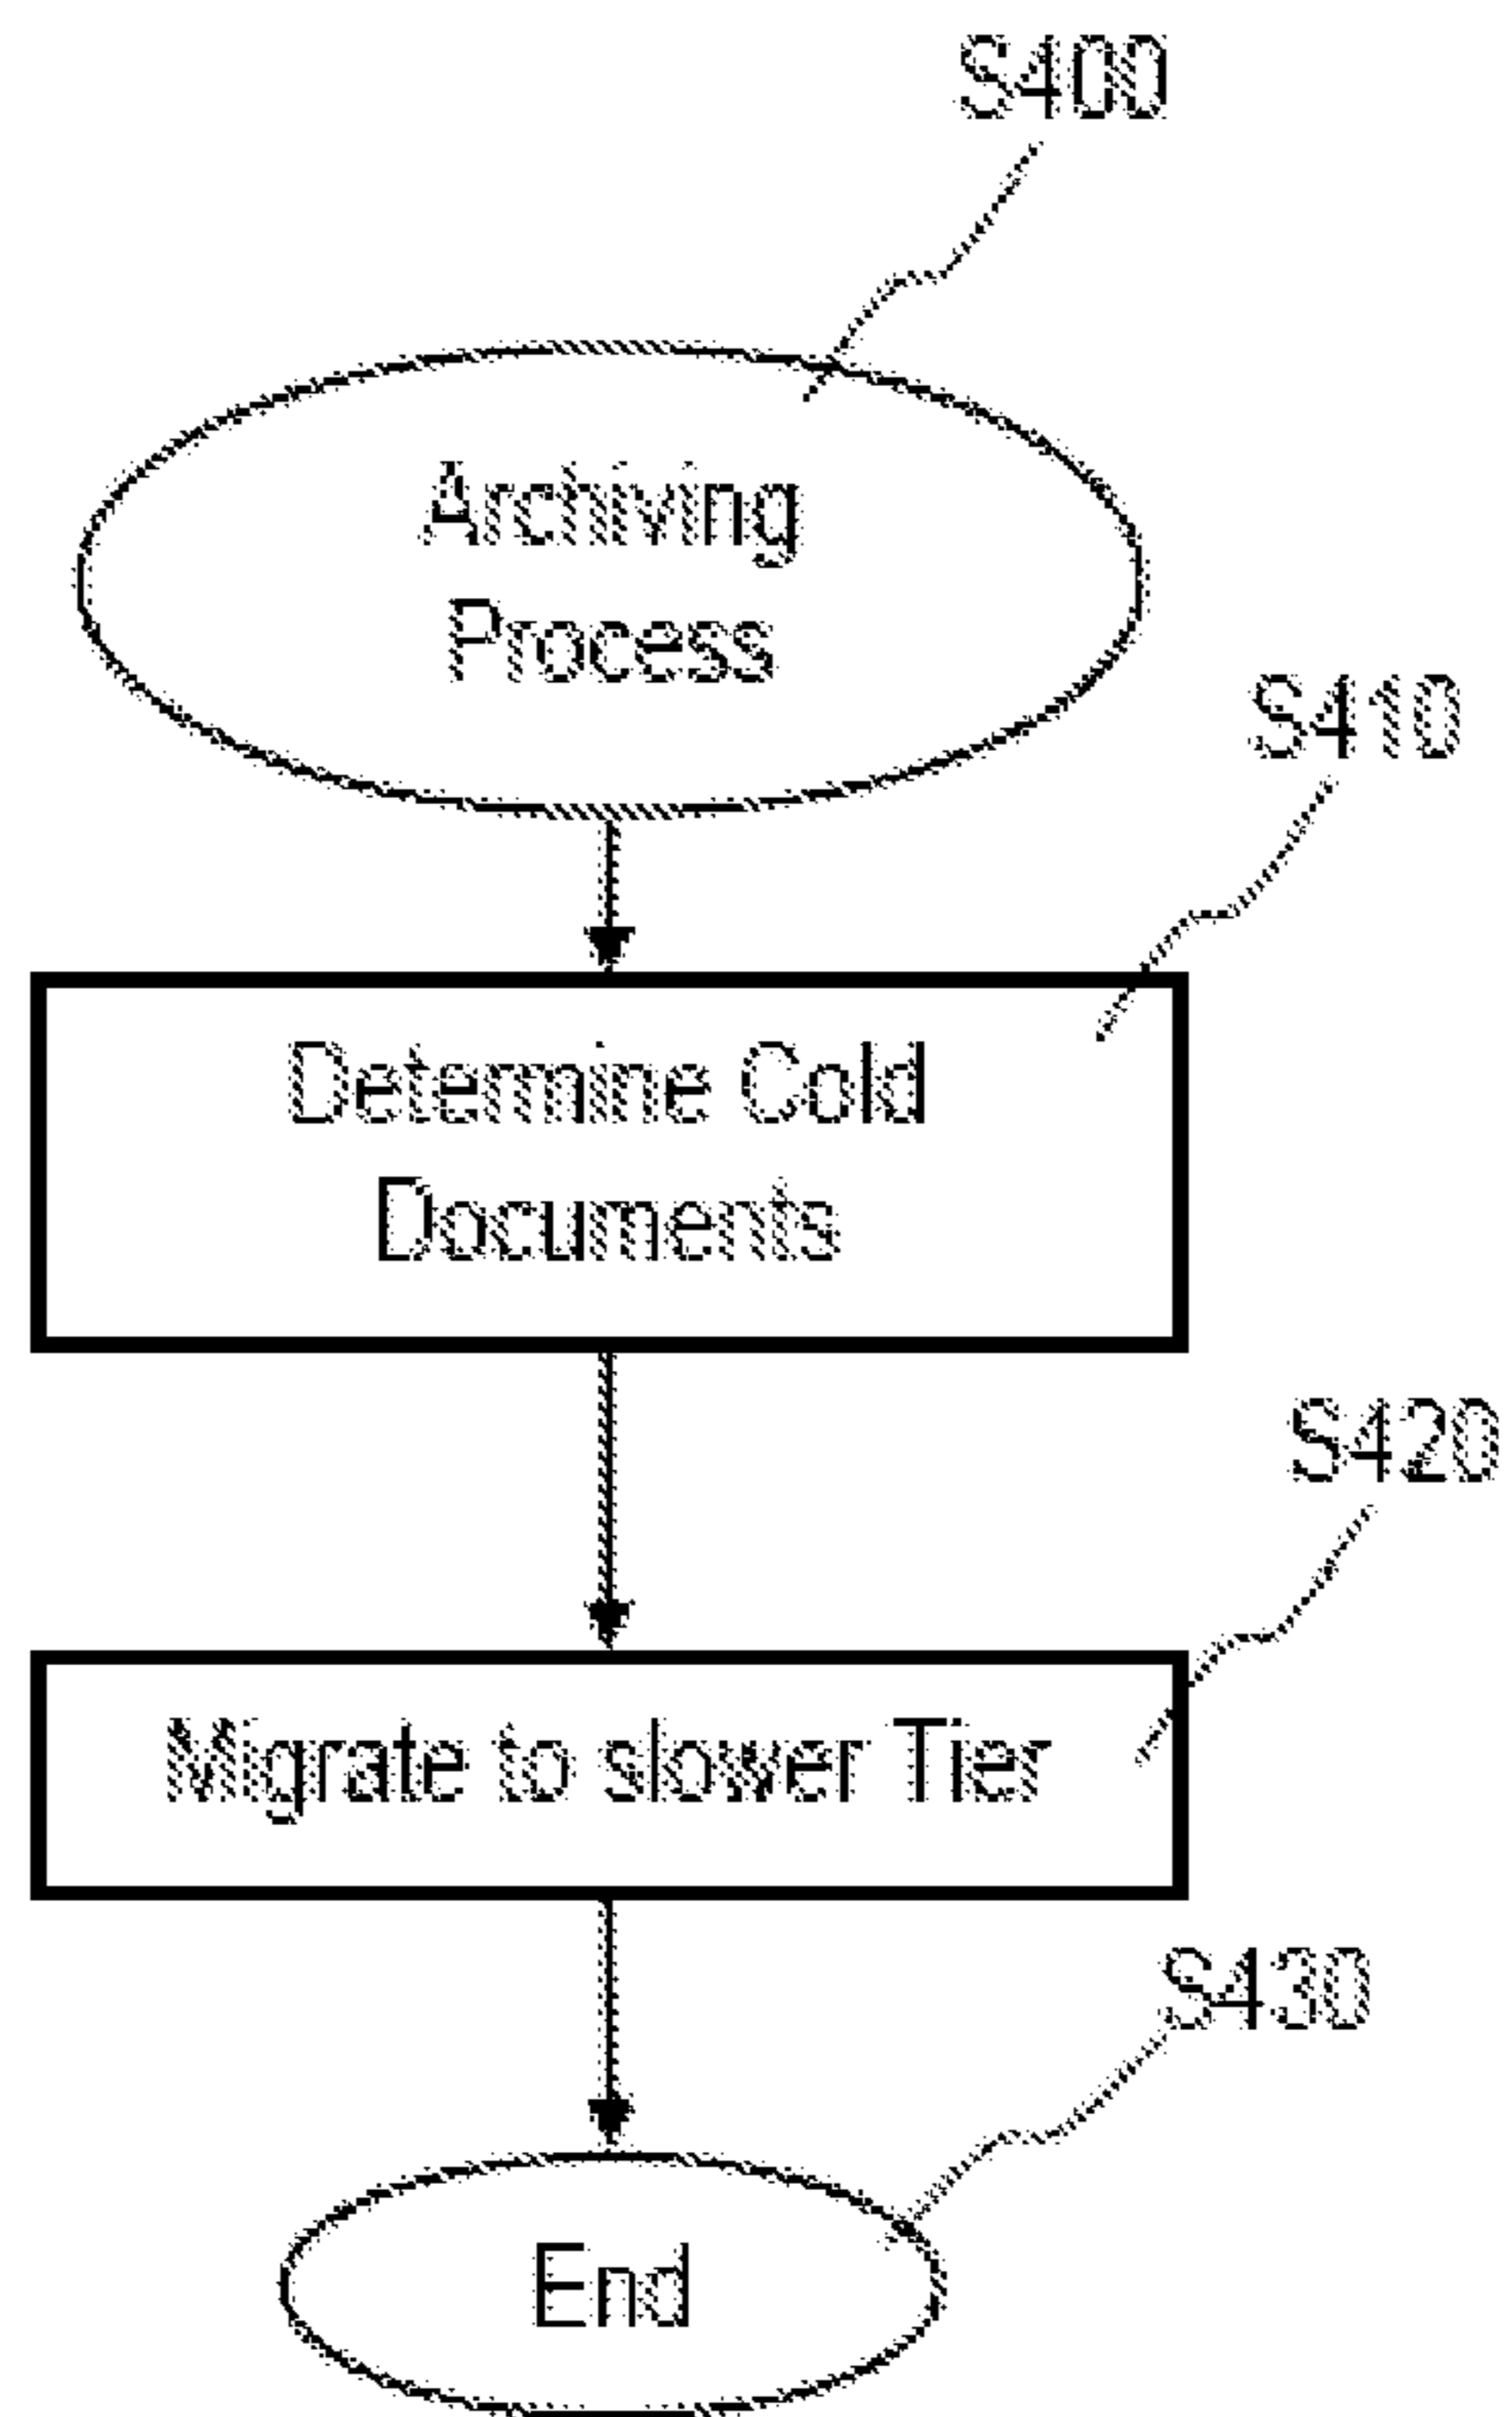 S400
Archiving
Process
S410
Determine Cold
Documents
S420
Migrate to slower Tier
S430
End